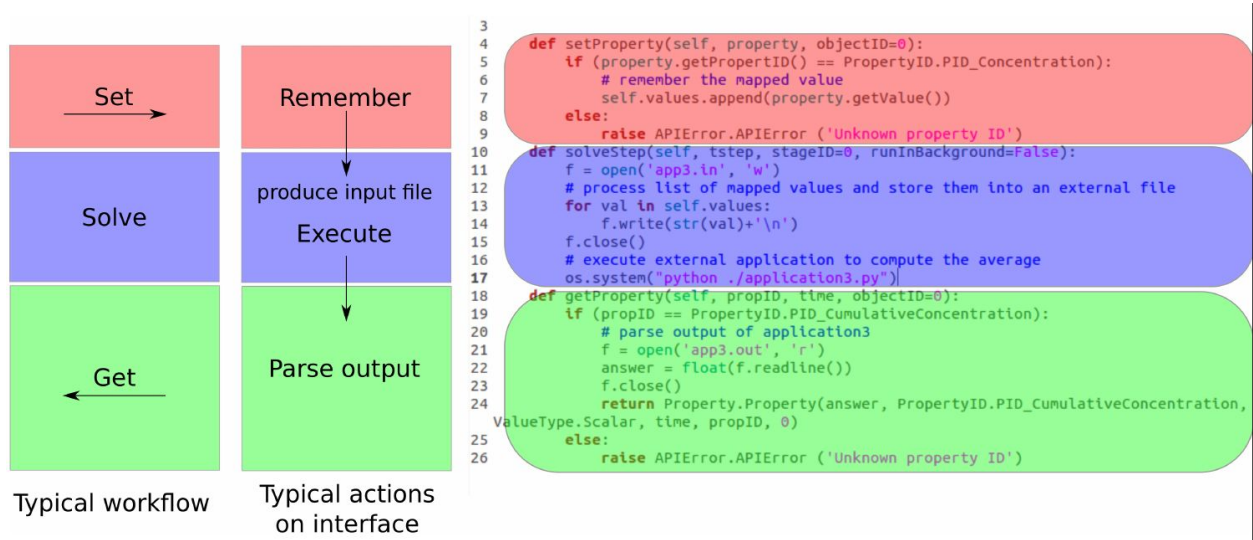 Set
Solve
Get
Typical workflow
Remember
produce input file
Execute
Parse output
Typical actions
on interface
3
4 def setProperty(self, property, objectID=0):
5 if (property.getPropertID() == PropertyID.PID_Concentration):
6 # remember the mapped value
7 self.values.append(property.getValue())
8 else:
9 raise APIError.APIError ('Unknown property ID')
10 def solveStep(self, tstep, stageID=0, runInBackground=False):
11 f = open('app3.in', 'w')
12 # process list of mapped values and store them into an external file
13 for val in self.values:
14 f.write(str(val)+'\n')
15 f.close()
16 # execute external application to compute the average
17 os.system("python ./application3.py")
18 def getProperty(self, propID, time, objectID=0):
19 if (propID == PropertyID.PID_CumulativeConcentration):
20 # parse output of application3
21 f = open('app3.out', 'r')
22 answer = float(f.readline())
23 f.close()
24 return Property.Property(answer, PropertyID.PID_CumulativeConcentration,
ValueType.Scalar, time, propID, 0)
25 else:
26 raise APIError.APIError ('Unknown property ID')